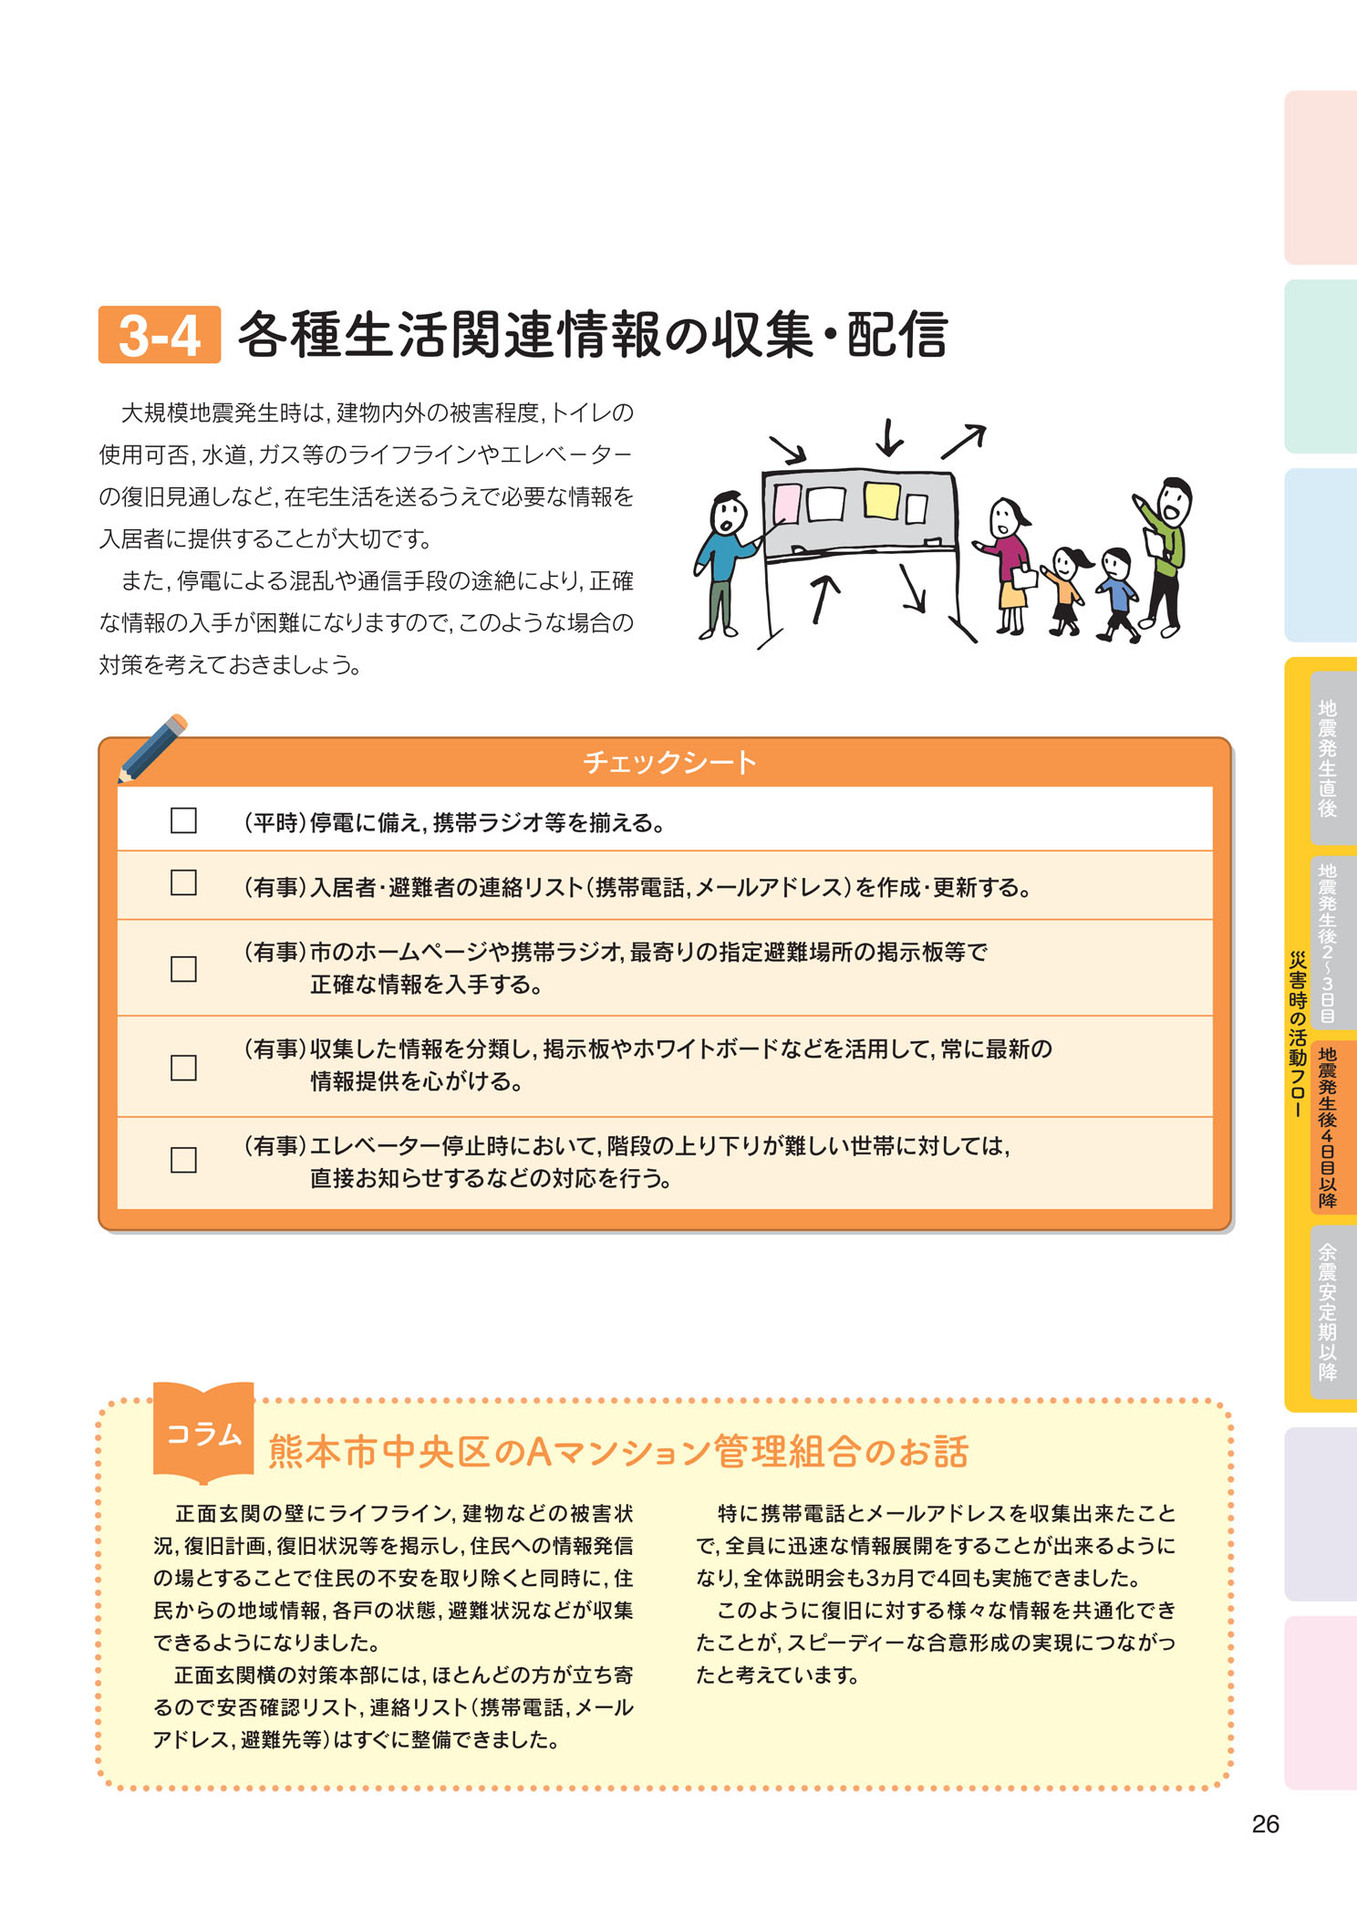 3-4 各種生活関連情報の収集・配信
大規模地震発生時は,建物内外の被害程度,トイレの
使用可否,水道,ガス等のライフラインやエレベーター
の復旧見通しなど,在宅生活を送るうえで必要な情報を
入居者に提供することが大切です。
また,停電による混乱や通信手段の途絶により,正確
な情報の入手が困難になりますので,このような場合の
対策を考えておきましょう。
チェックシート
□ (平時)停電に備え,携帯ラジオ等を揃える。
□ (有事)入居者・避難者の連絡リスト(携帯電話,メールアドレス)を作成・更新する。
□ (有事)市のホームページや携帯ラジオ,最寄りの指定避難場所の掲示板等で
正確な情報を入手する。
□ (有事)収集した情報を分類し,掲示板やホワイトボードなどを活用して,常に最新の
情報提供を心がける。
□ (有事)エレベーター停止時において,階段の上り下りが難しい世帯に対しては,
直接お知らせするなどの対応を行う。
コラム 熊本市中央区のAマンション管理組合のお話
正面玄関の壁にライフライン,建物などの被害状
況,復旧計画,復旧状況等を掲示し,住民への情報発信
の場とすることで住民の不安を取り除くと同時に,住
民からの地域情報,各戸の状態,避難状況などが収集
できるようになりました。
正面玄関横の対策本部には,ほとんどの方が立ち寄
るので安否確認リスト,連絡リスト(携帯電話,メール
アドレス,避難先等)はすぐに整備できました。
特に携帯電話とメールアドレスを収集出来たこと
で,全員に迅速な情報展開をすることが出来るように
なり,全体説明会も3ヵ月で4回も実施できました。
このように復旧に対する様々な情報を共通化でき
たことが,スピーディーな合意形成の実現につながっ
たと考えています。
災害時の活動フロー
地震発生直後
地震発生後2~3日目
地震発生後4日目以降
余震安定期以降
26